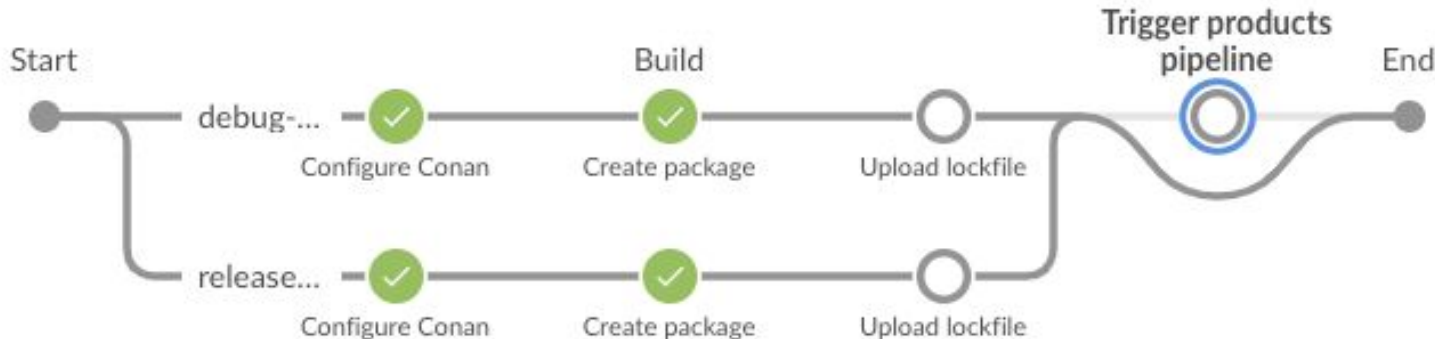 Trigger products
pipeline
Start
Build
End
debug-...
Configure Conan
Create package
Upload lockfile
release...
Configure Conan
Create package
Upload lockfile